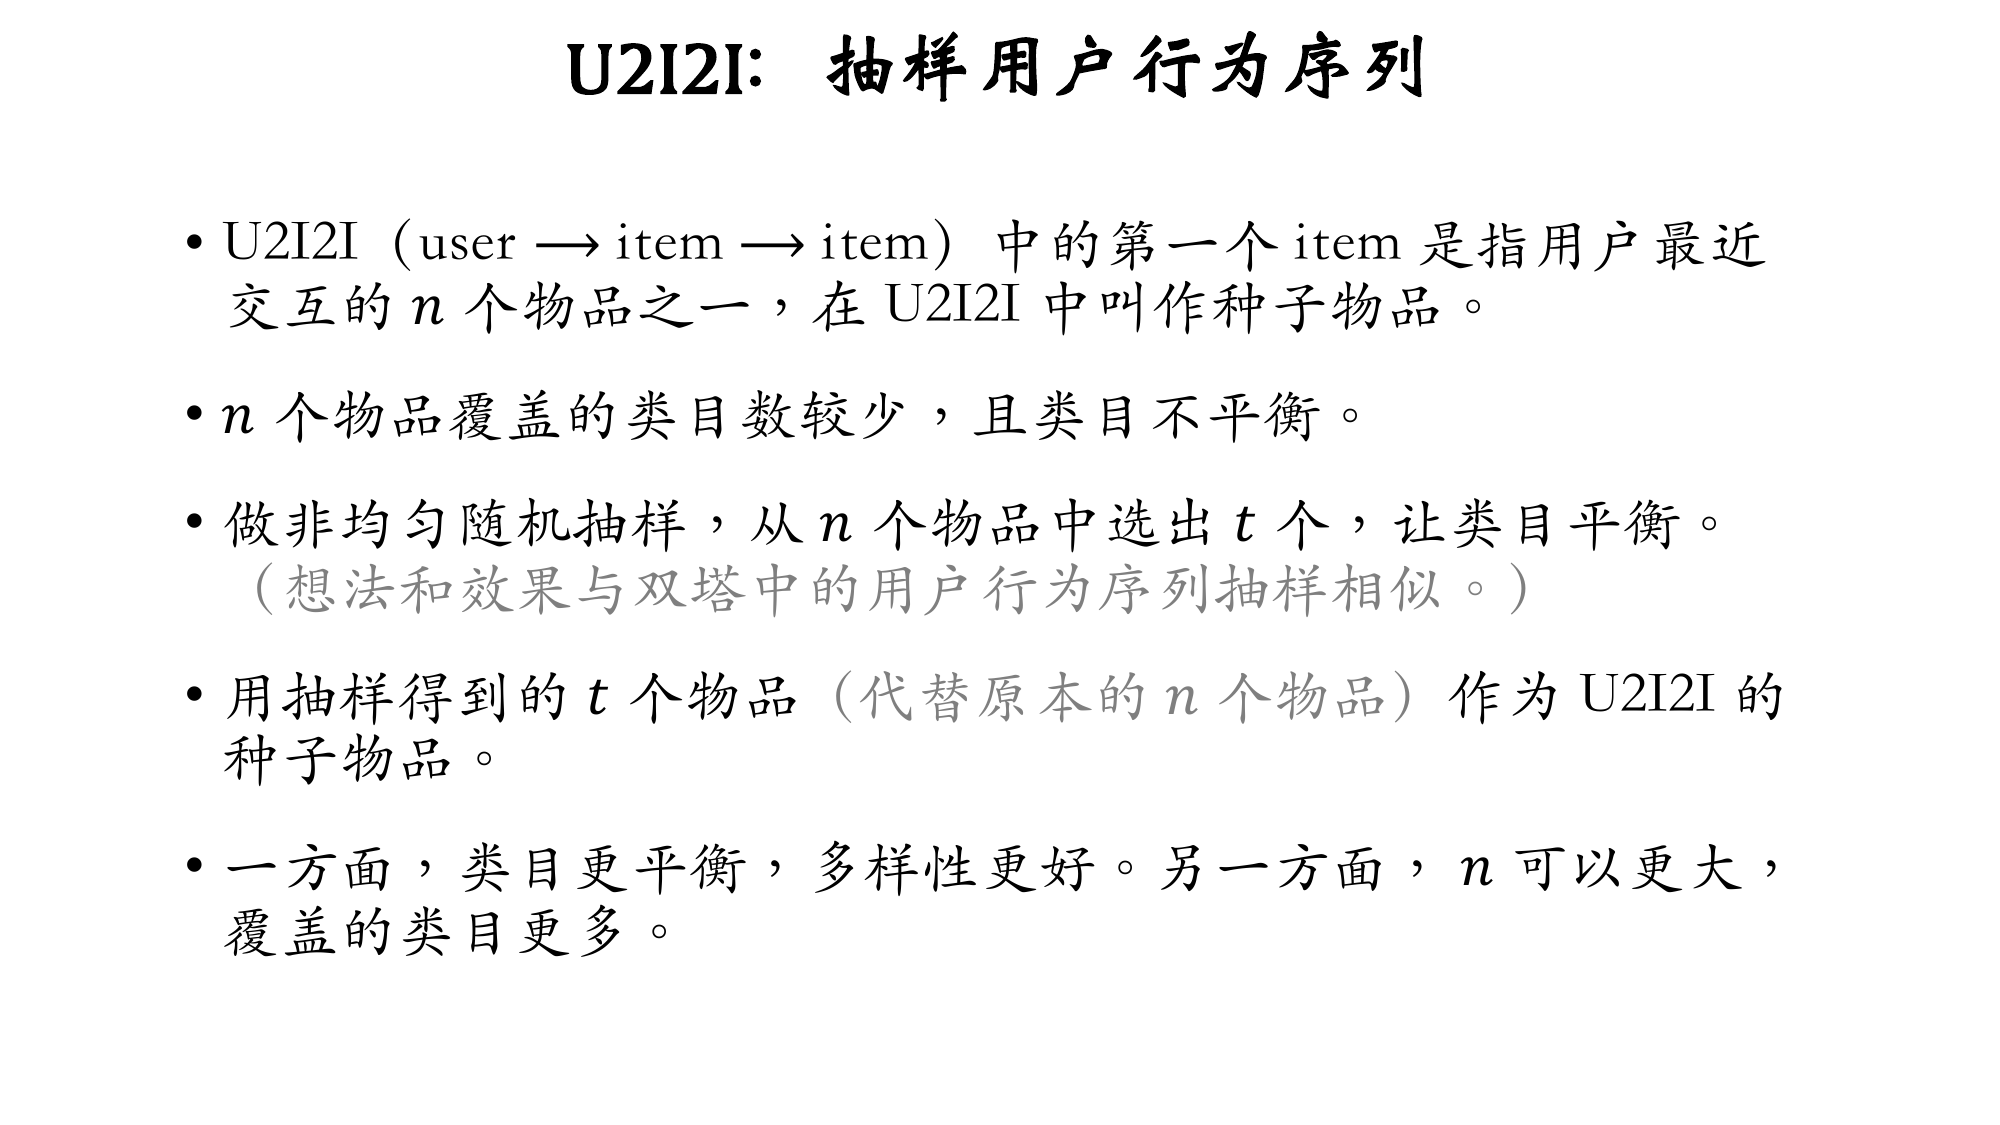 U2I2I: 抽样用户行为序列
• U2I2I（user ⟶ item ⟶ item）中的第一个 item 是指用户最近
交互的 n 个物品之一，在 U2I2I 中叫作种子物品。
• n 个物品覆盖的类目数较少，且类目不平衡。
• 做非均匀随机抽样，从 n 个物品中选出 t 个，让类目平衡。
（想法和效果与双塔中的用户行为序列抽样相似。）
• 用抽样得到的 t 个物品（代替原本的 n 个物品）作为 U2I2I 的
种子物品。
• 一方面，类目更平衡，多样性更好。另一方面， n 可以更大，
覆盖的类目更多。